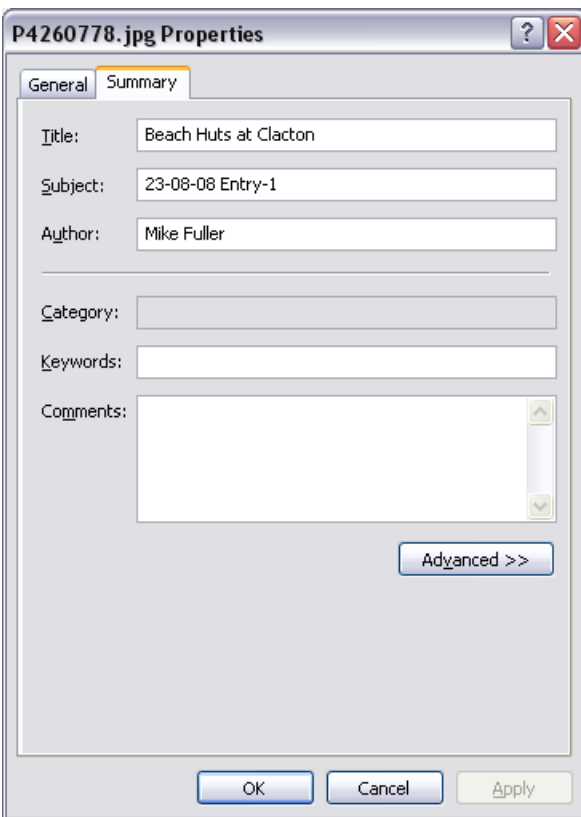 P4260778.jpg Properties
?
General Summary
Title: Beach Huts at Clacton
Subject: 23-08-08 Entry-1
Author: Mike Fuller
Category:
Keywords:
Comments:
Advanced >>
OK Cancel Apply